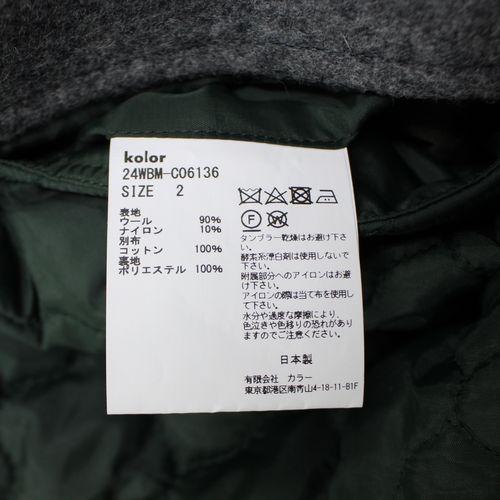 kolor
24WBM-C06136
SIZE 2
表地
ウール 90%
ナイロン 10%
別布
コットン 100%
裏地
ポリエステル 100%
F
W
タンブラー乾燥はお避け下さ
い。
酵素系漂白剤は使用しないで
下さい。
附属部分へのアイロンはお避
け下さい。
アイロンの際は当て布を使用し
て下さい。
水分や過度な摩擦により、
色泣きや色移りの恐れがあり
ますのでご注意ください。
日本製
有限会社 カラー
東京都港区南青山4-18-11-B1F